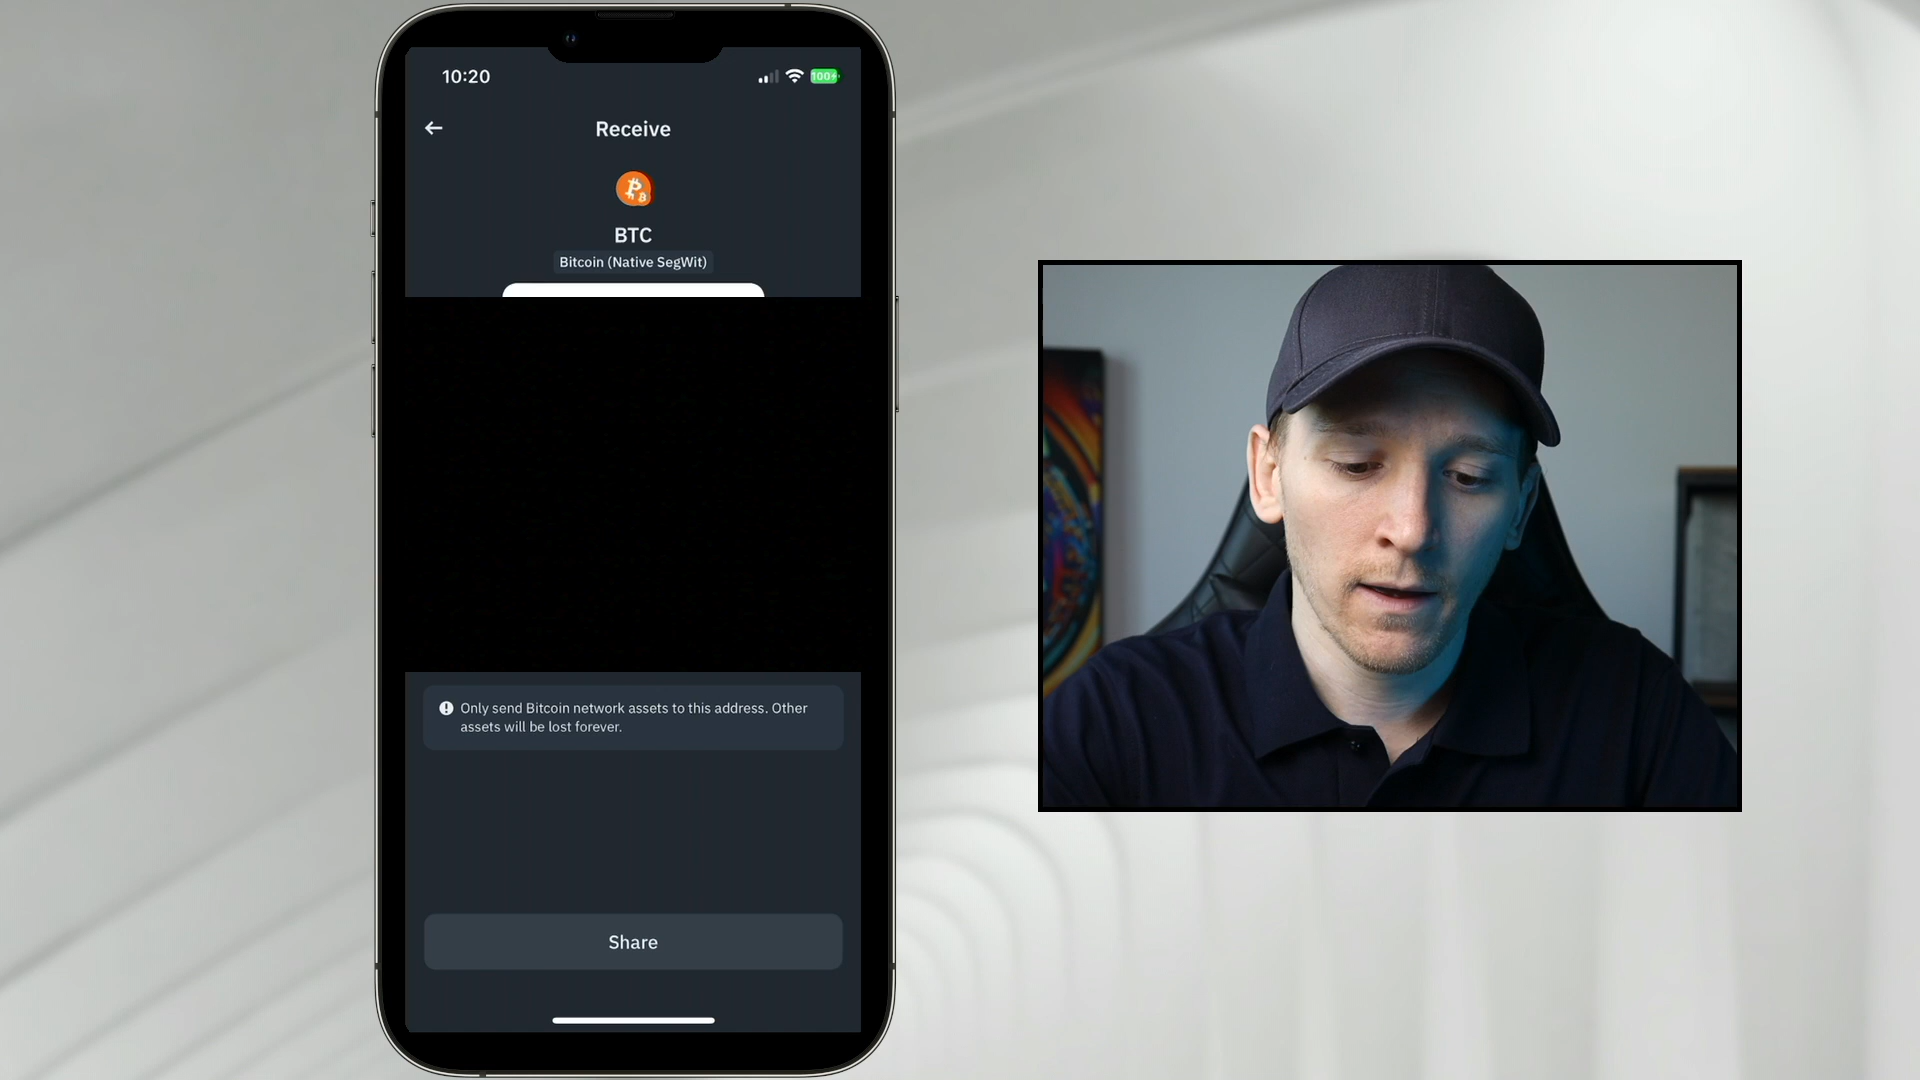 10:20
100
Receive
BTC
Bitcoin (Native SegWit)
Only send Bitcoin network assets to this address. Other
assets will be lost forever.
Share